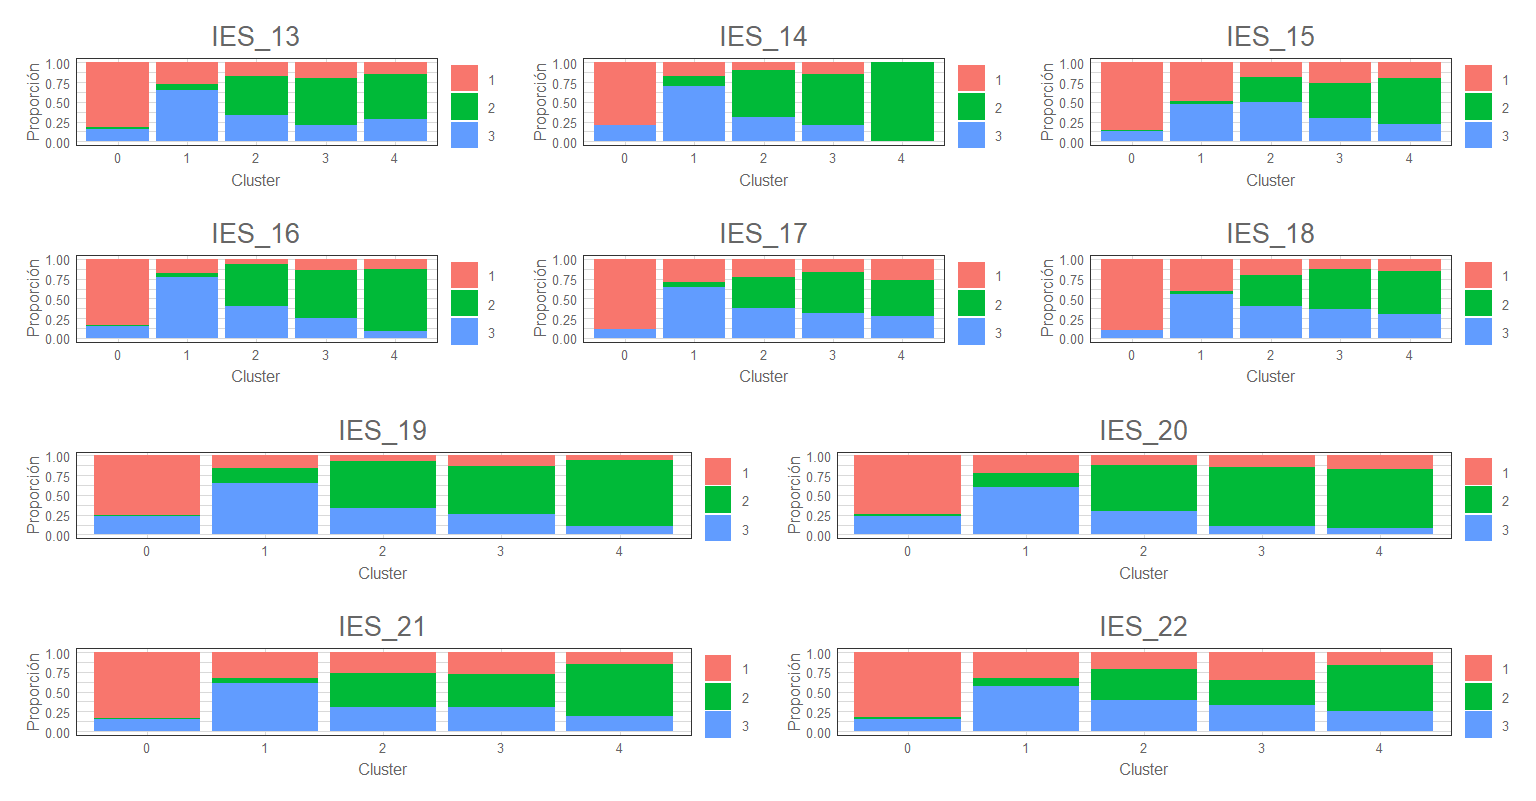 IES_13 IES_14 IES_15
Proporción 1.00 0.75 0.50 0.25 0.00 1 2 3
0 1 2 3 4
Cluster
Proporción 1.00 0.75 0.50 0.25 0.00 1 2 3
0 1 2 3 4
Cluster
Proporción 1.00 0.75 0.50 0.25 0.00 1 2 3
0 1 2 3 4
Cluster
IES_16 IES_17 IES_18
Proporción 1.00 0.75 0.50 0.25 0.00 1 2 3
0 1 2 3 4
Cluster
Proporción 1.00 0.75 0.50 0.25 0.00 1 2 3
0 1 2 3 4
Cluster
Proporción 1.00 0.75 0.50 0.25 0.00 1 2 3
0 1 2 3 4
Cluster
IES_19 IES_20
Proporción 1.00 0.75 0.50 0.25 0.00 1 2 3
0 1 2 3 4
Cluster
Proporción 1.00 0.75 0.50 0.25 0.00 1 2 3
0 1 2 3 4
Cluster
IES_21 IES_22
Proporción 1.00 0.75 0.50 0.25 0.00 1 2 3
0 1 2 3 4
Cluster
Proporción 1.00 0.75 0.50 0.25 0.00 1 2 3
0 1 2 3 4
Cluster